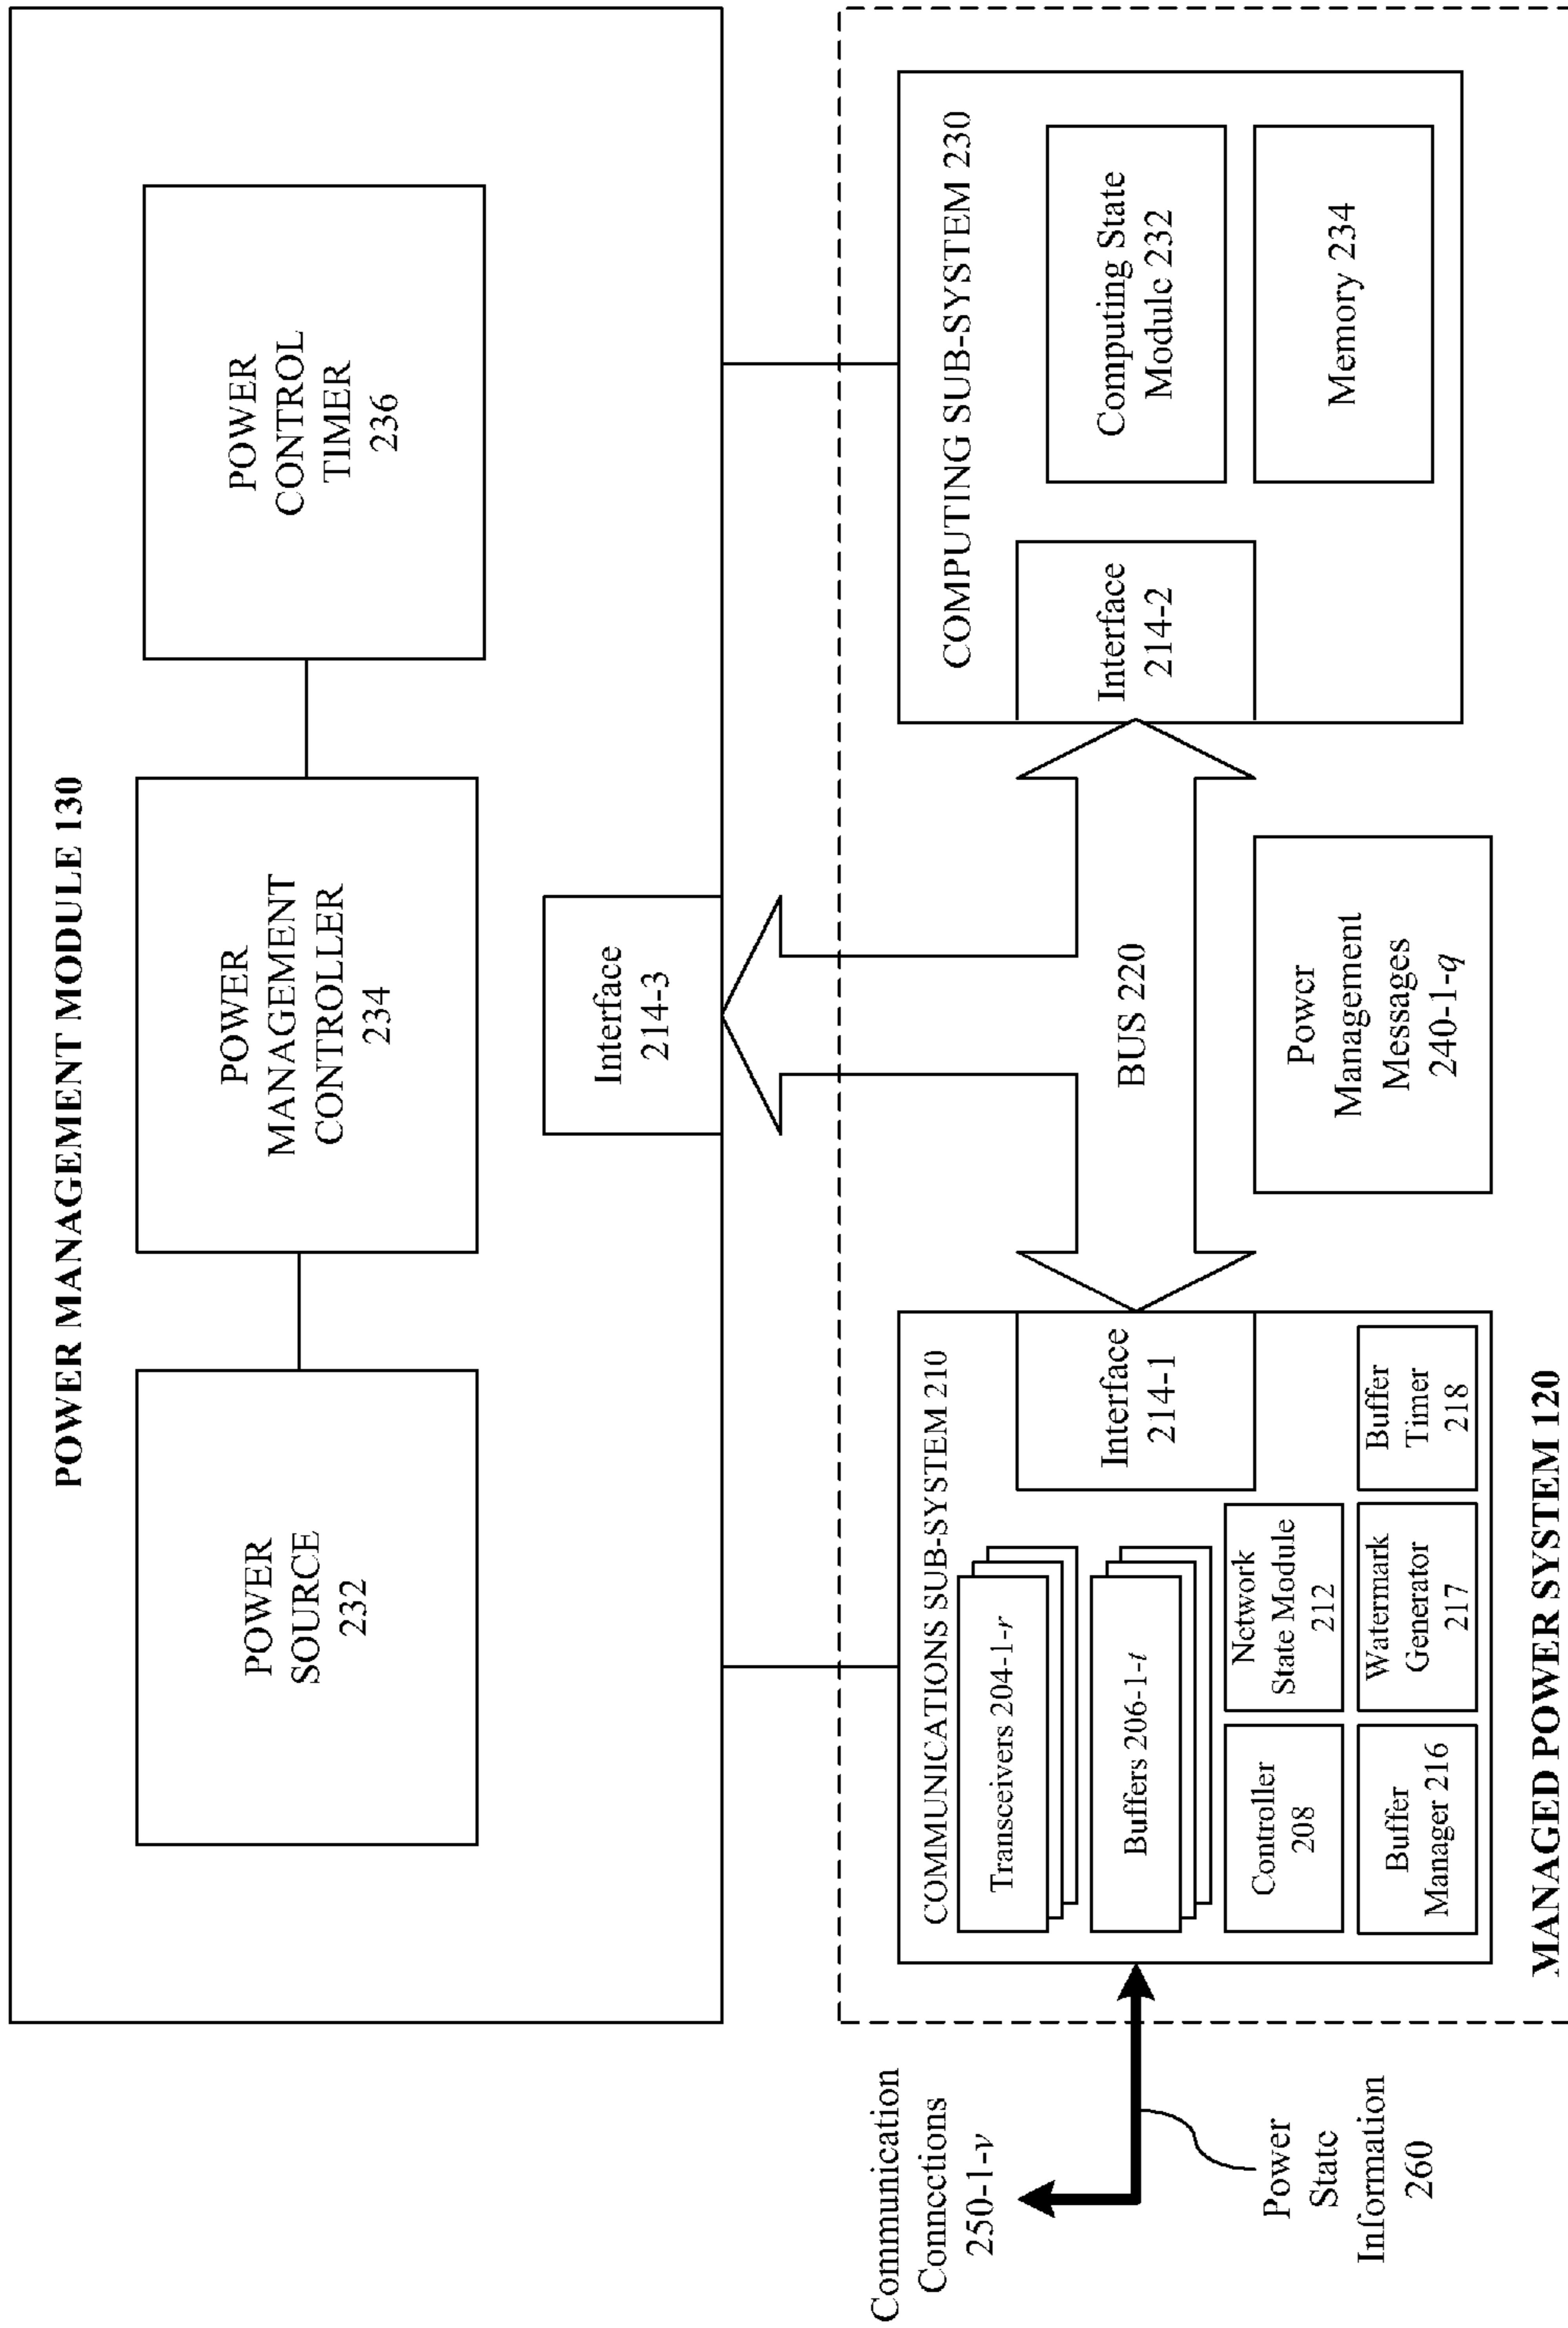 POWER MANAGEMENT MODULE 130
POWER
SOURCE
232
POWER
MANAGEMENT
CONTROLLER
234
POWER
CONTROL
TIMER
236
Interface
214-3
Communication
Connections
250-1-v
Power
State
Information
260
COMMUNICATIONS SUB-SYSTEM 210
Transceivers 204-1-r
Buffers 206-1-t
Controller
208
Network
State Module
212
Buffer
Manager 216
Watermark
Generator
217
Buffer
Timer
218
Interface
214-1
BUS 220
Power
Management
Messages
240-1-q
COMPUTING SUB-SYSTEM 230
Interface
214-2
Computing State
Module 232
Memory 234
MANAGED POWER SYSTEM 120